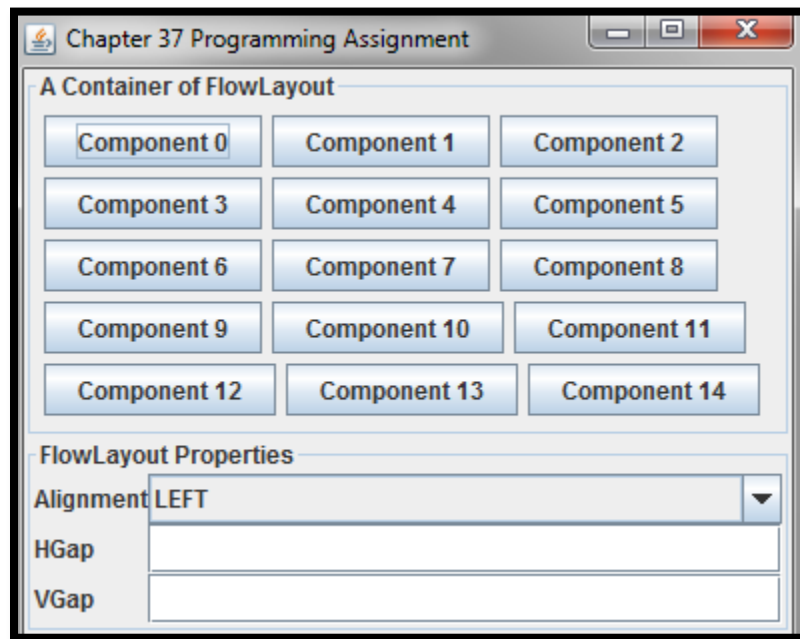 Chapter 37 Programming Assignment
A Container of FlowLayout
Component 0 Component 1 Component 2
Component 3 Component 4 Component 5
Component 6 Component 7 Component 8
Component 9 Component 10 Component 11
Component 12 Component 13 Component 14
FlowLayout Properties
Alignment LEFT
HGap
VGap